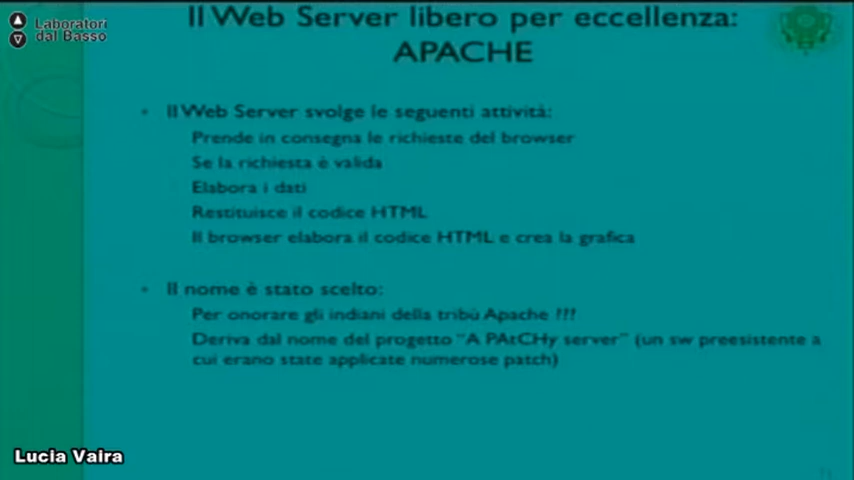 Laboratori
dal Basso
Il Web Server libero per eccellenza:
APACHE
Il Web Server svolge le seguenti attività:
Prende in consegna le richieste del browser
Se la richiesta è valida
Elabora i dati
Restituisce il codice HTML
Il browser elabora il codice HTML e crea la grafica
Il nome è stato scelto:
Per onorare gli indiani della tribù Apache !!!
Deriva dal nome del progetto "A PAtCHy server" (un sw preesistente a
cui erano state applicate numerose patch)
Lucia Vaira